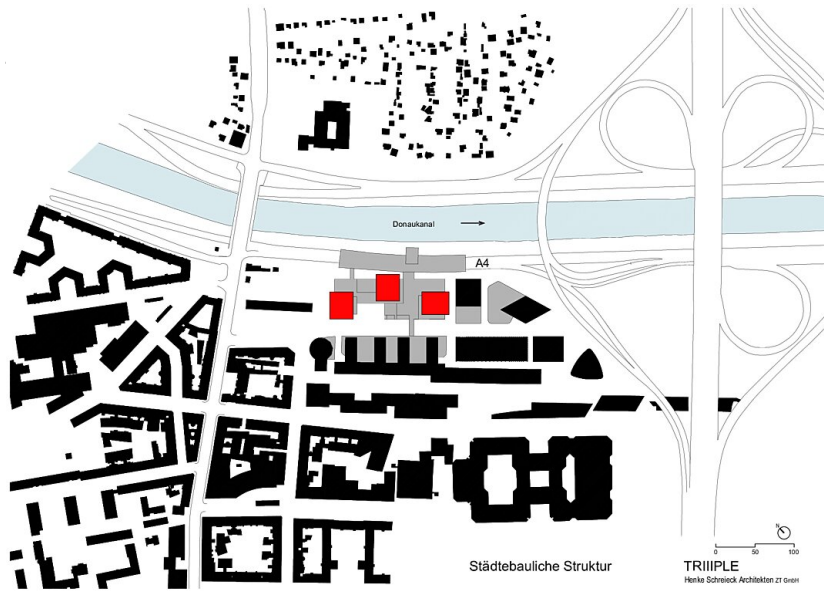 Donaukanal
A4
N
0 50 100
Städtebauliche Struktur
TRIIIPLE
Henke Schreieck Architekten ZT GmbH